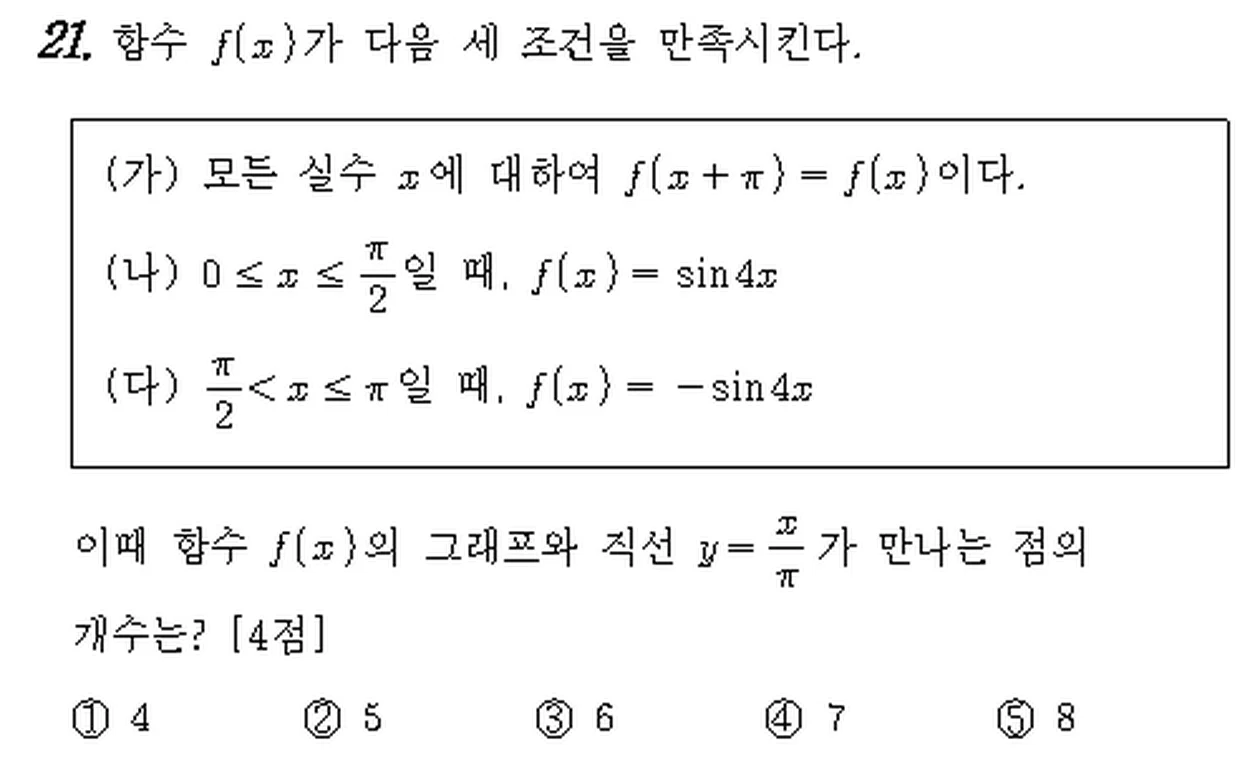 21. 함수 f(x)가 다음 세 조건을 만족시킨다.
(가) 모든 실수 x에 대하여 f(x+π)=f(x)이다.
(나) 0≤x≤π/2일 때, f(x)=sin4x
(다) π/2<x≤π일 때, f(x)=-sin4x
이때 함수 f(x)의 그래프와 직선 y=x/π가 만나는 점의
개수는? [4점]
① 4 ② 5 ③ 6 ④ 7 ⑤ 8